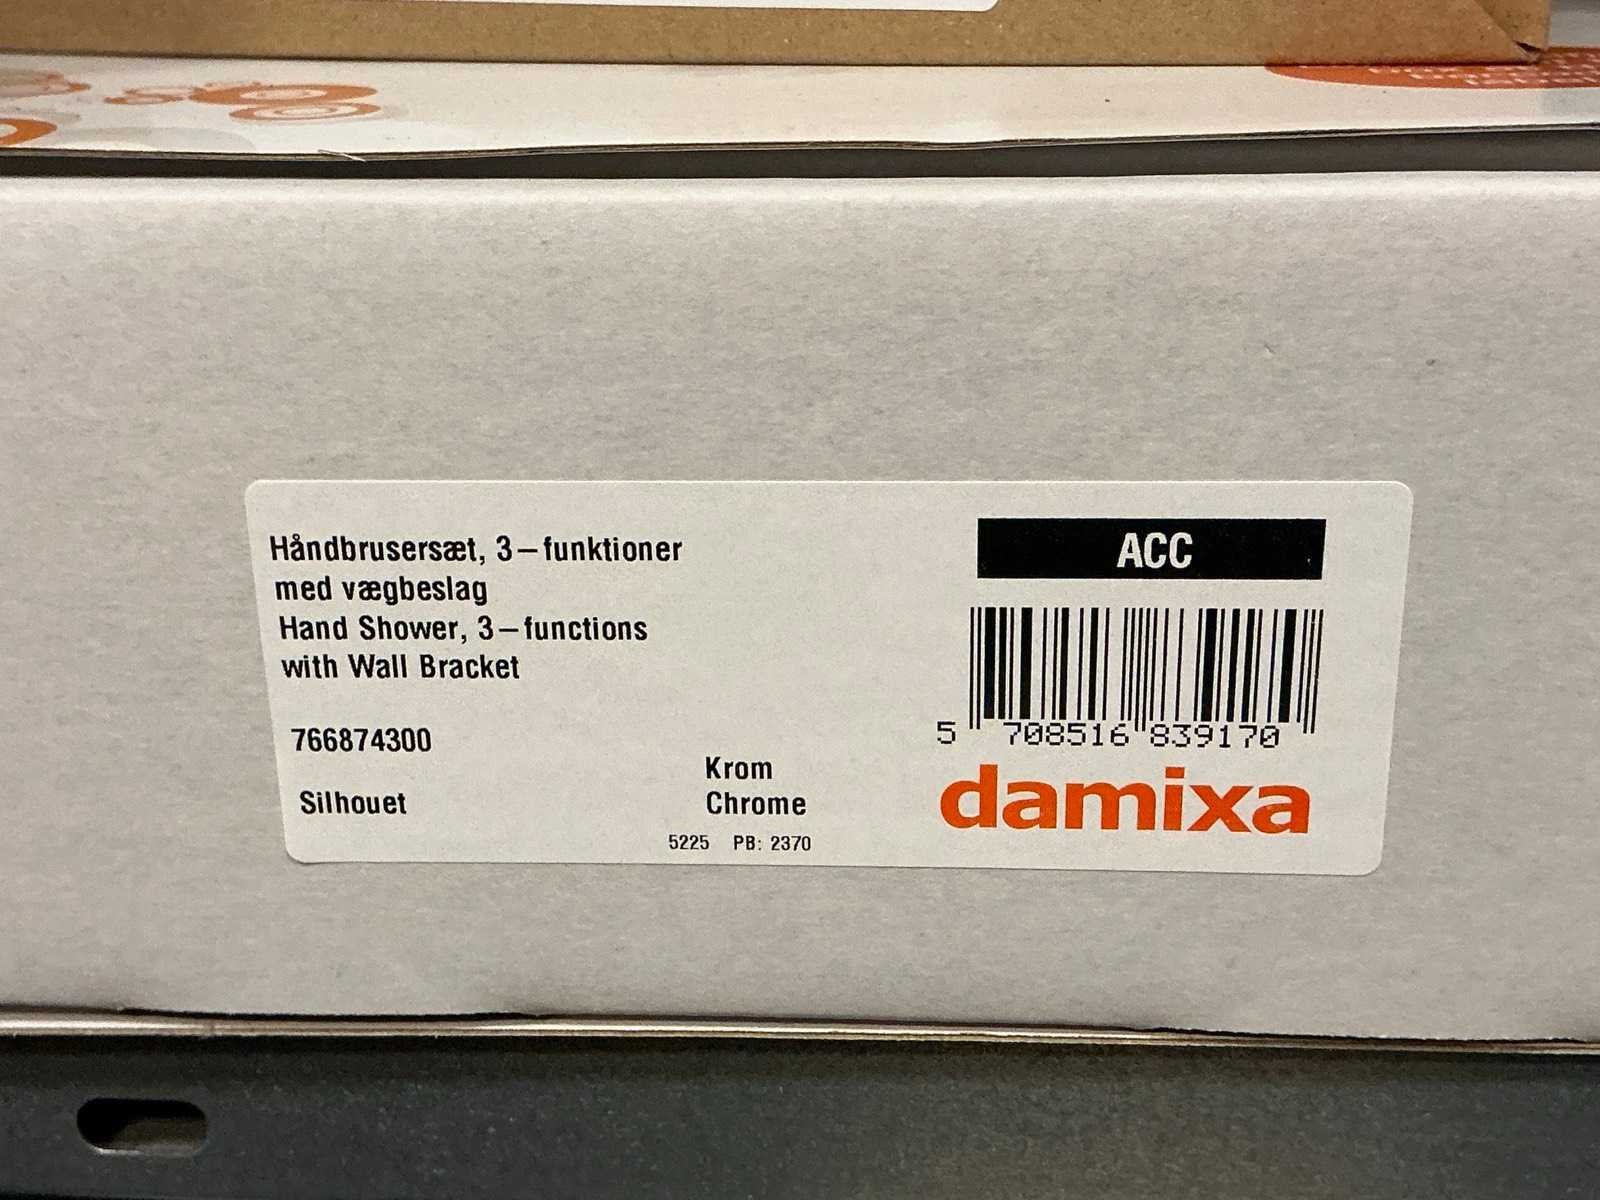 Håndbrusersæt, 3–funktioner
med vægbeslag
Hand Shower, 3–functions
with Wall Bracket
766874300
Silhouet
Krom
Chrome
5225 PB: 2370
ACC
5 708516 839170
damixa